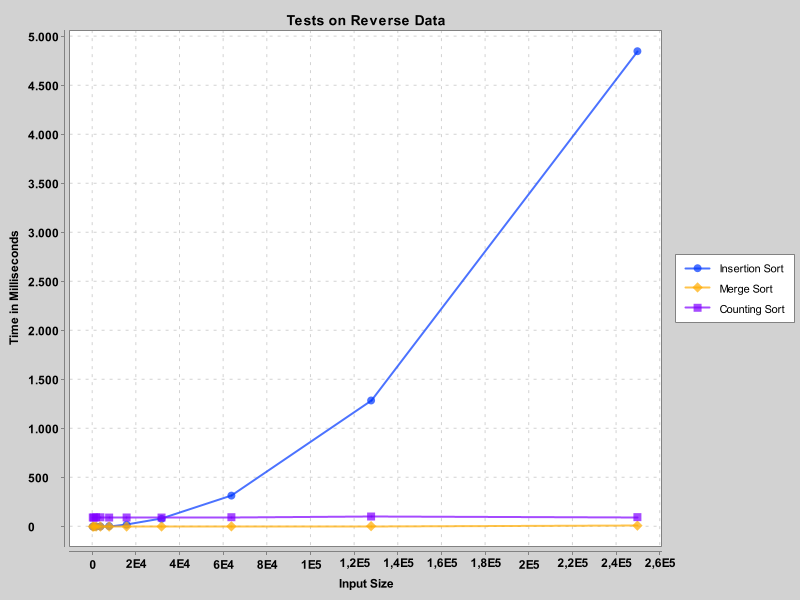 Tests on Reverse Data
5.000
4.500
4.000
3.500
3.000
2.500
2.000
1.500
1.000
500
0
Time in Milliseconds
0 2E4 4E4 6E4 8E4 1E5 1,2E5 1,4E5 1,6E5 1,8E5 2E5 2,2E5 2,4E5 2,6E5
Input Size
Insertion Sort
Merge Sort
Counting Sort